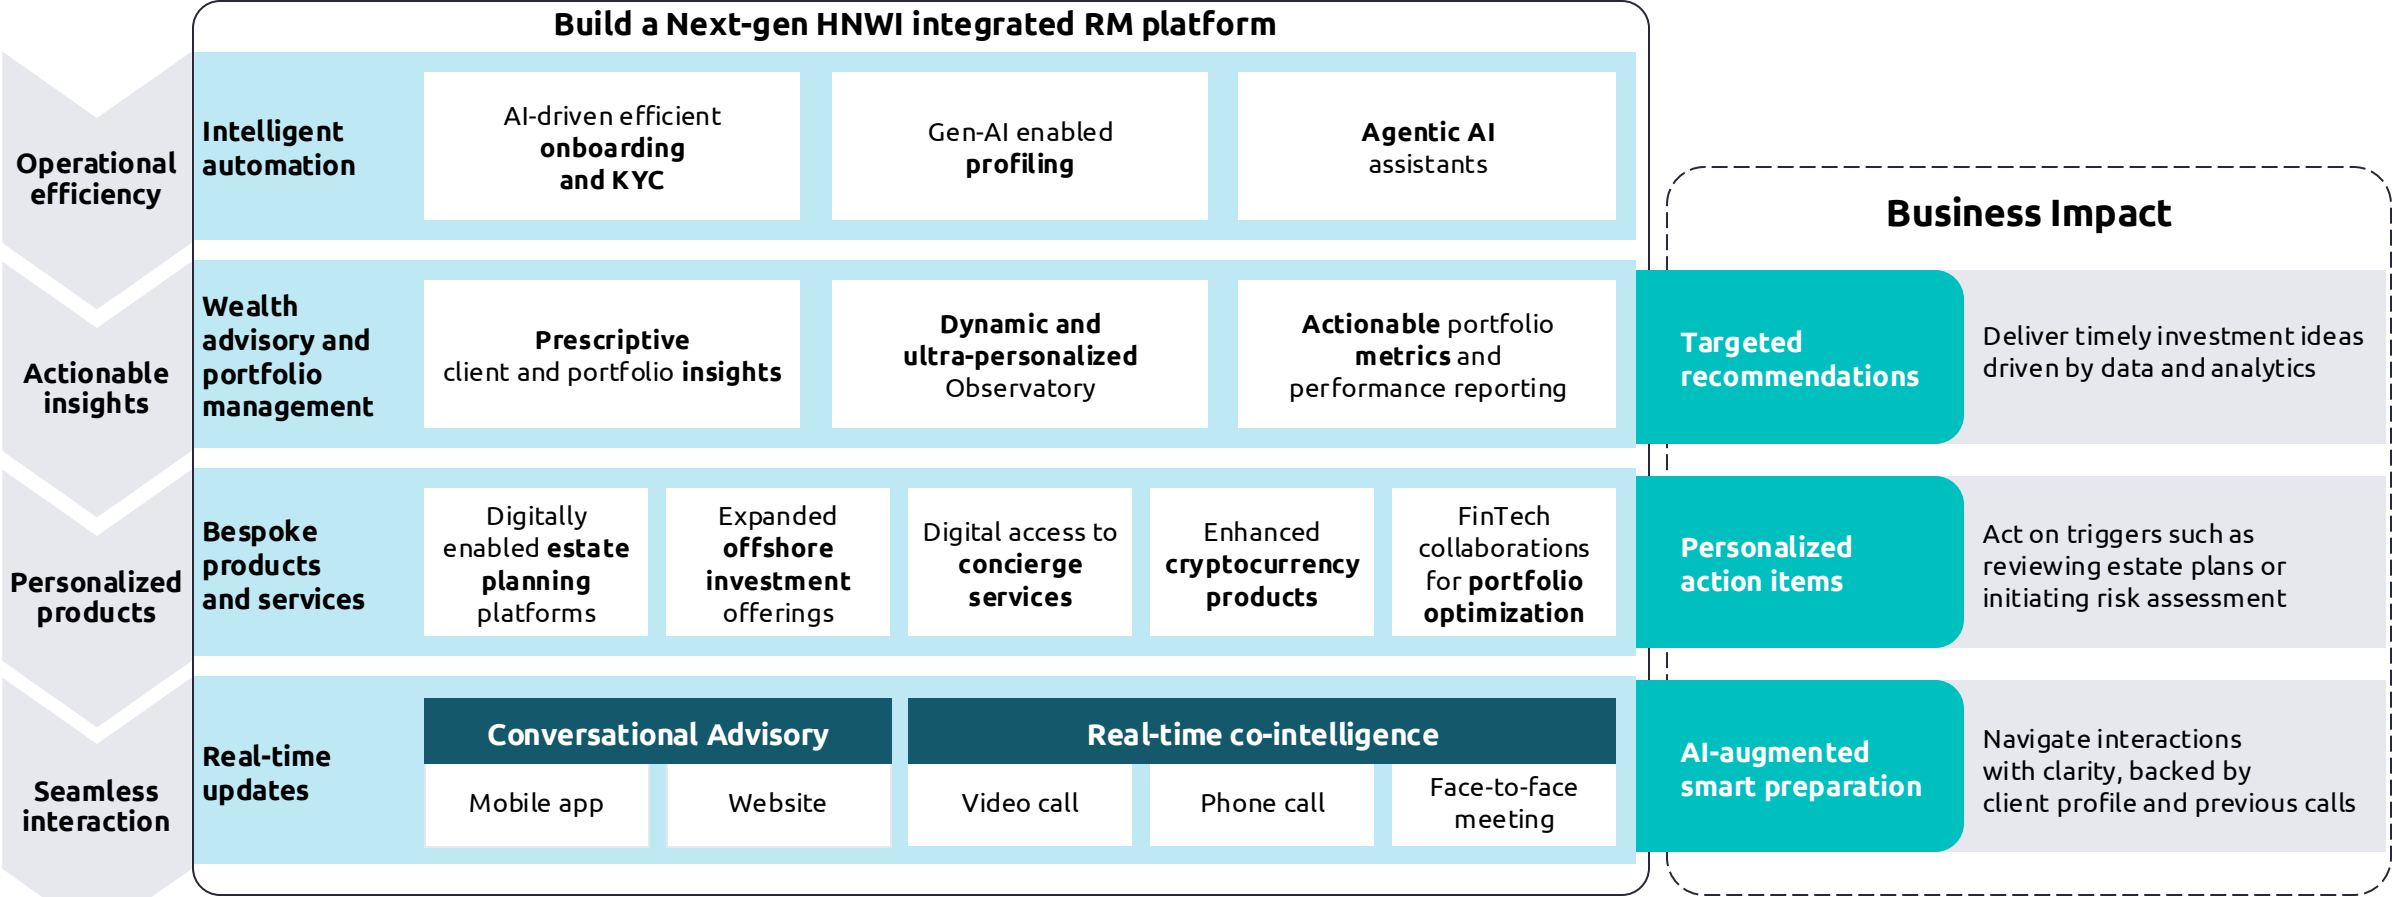 Build a Next-gen HNWI integrated RM platform
Operational
efficiency
Intelligent
automation
AI-driven efficient
onboarding
and KYC
Gen-AI enabled
profiling
Agentic AI
assistants
Business Impact
Actionable
insights
Wealth
advisory and
portfolio
management
Prescriptive
client and portfolio insights
Dynamic and
ultra-personalized
Observatory
Actionable portfolio
metrics and
performance reporting
Targeted
recommendations
Deliver timely investment ideas
driven by data and analytics
Personalized
products
Bespoke
products
and services
Digitally
enabled estate
planning
platforms
Expanded
offshore
investment
offerings
Digital access to
concierge
services
Enhanced
cryptocurrency
products
FinTech
collaborations
for portfolio
optimization
Personalized
action items
Act on triggers such as
reviewing estate plans or
initiating risk assessment
Seamless
interaction
Real-time
updates
Conversational Advisory
Mobile app
Website
Real-time co-intelligence
Video call
Phone call
Face-to-face
meeting
AI-augmented
smart preparation
Navigate interactions
with clarity, backed by
client profile and previous calls